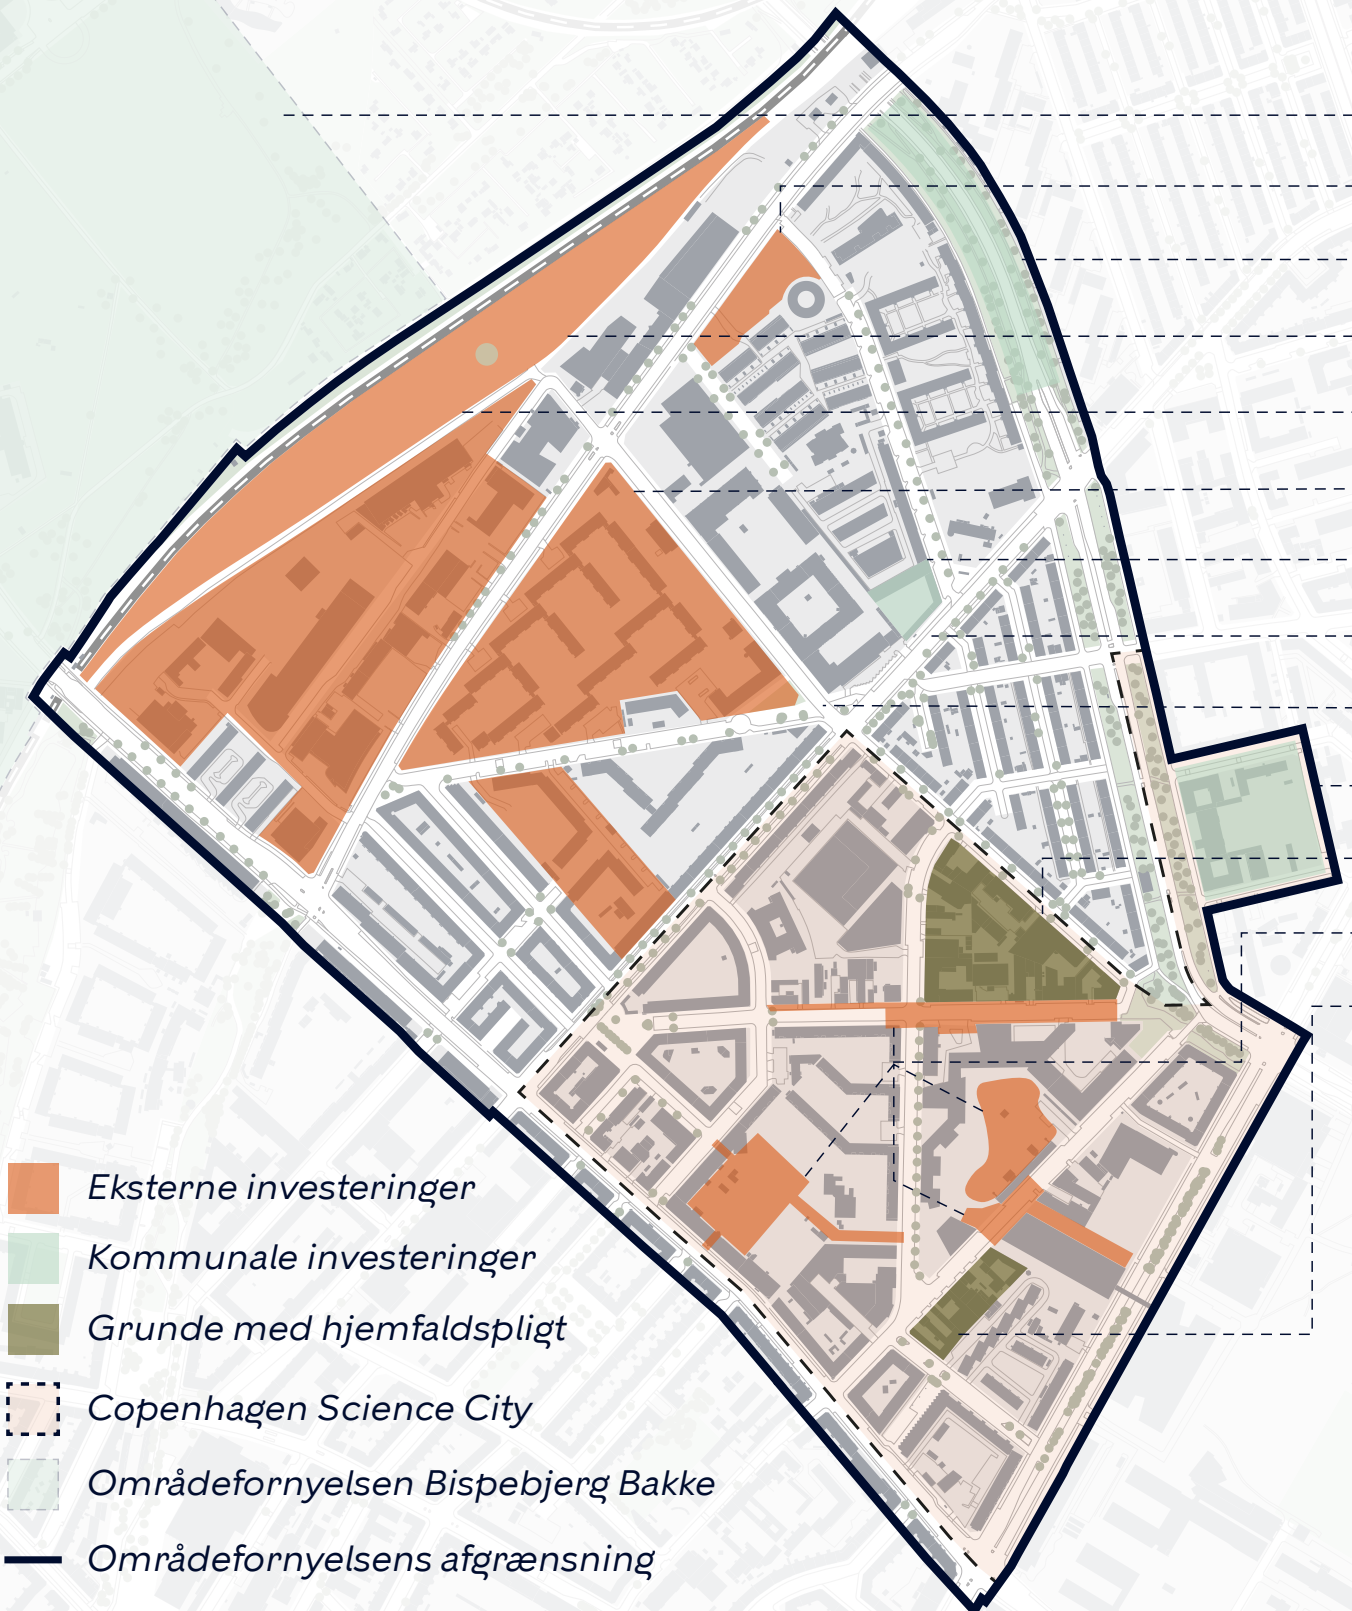 Eksterne investeringer
Kommunale investeringer
Grunde med hjemfaldspligt
Copenhagen Science City
Områdefornyelsen Bispebjerg Bakke
Områdefornyelsens afgrænsning